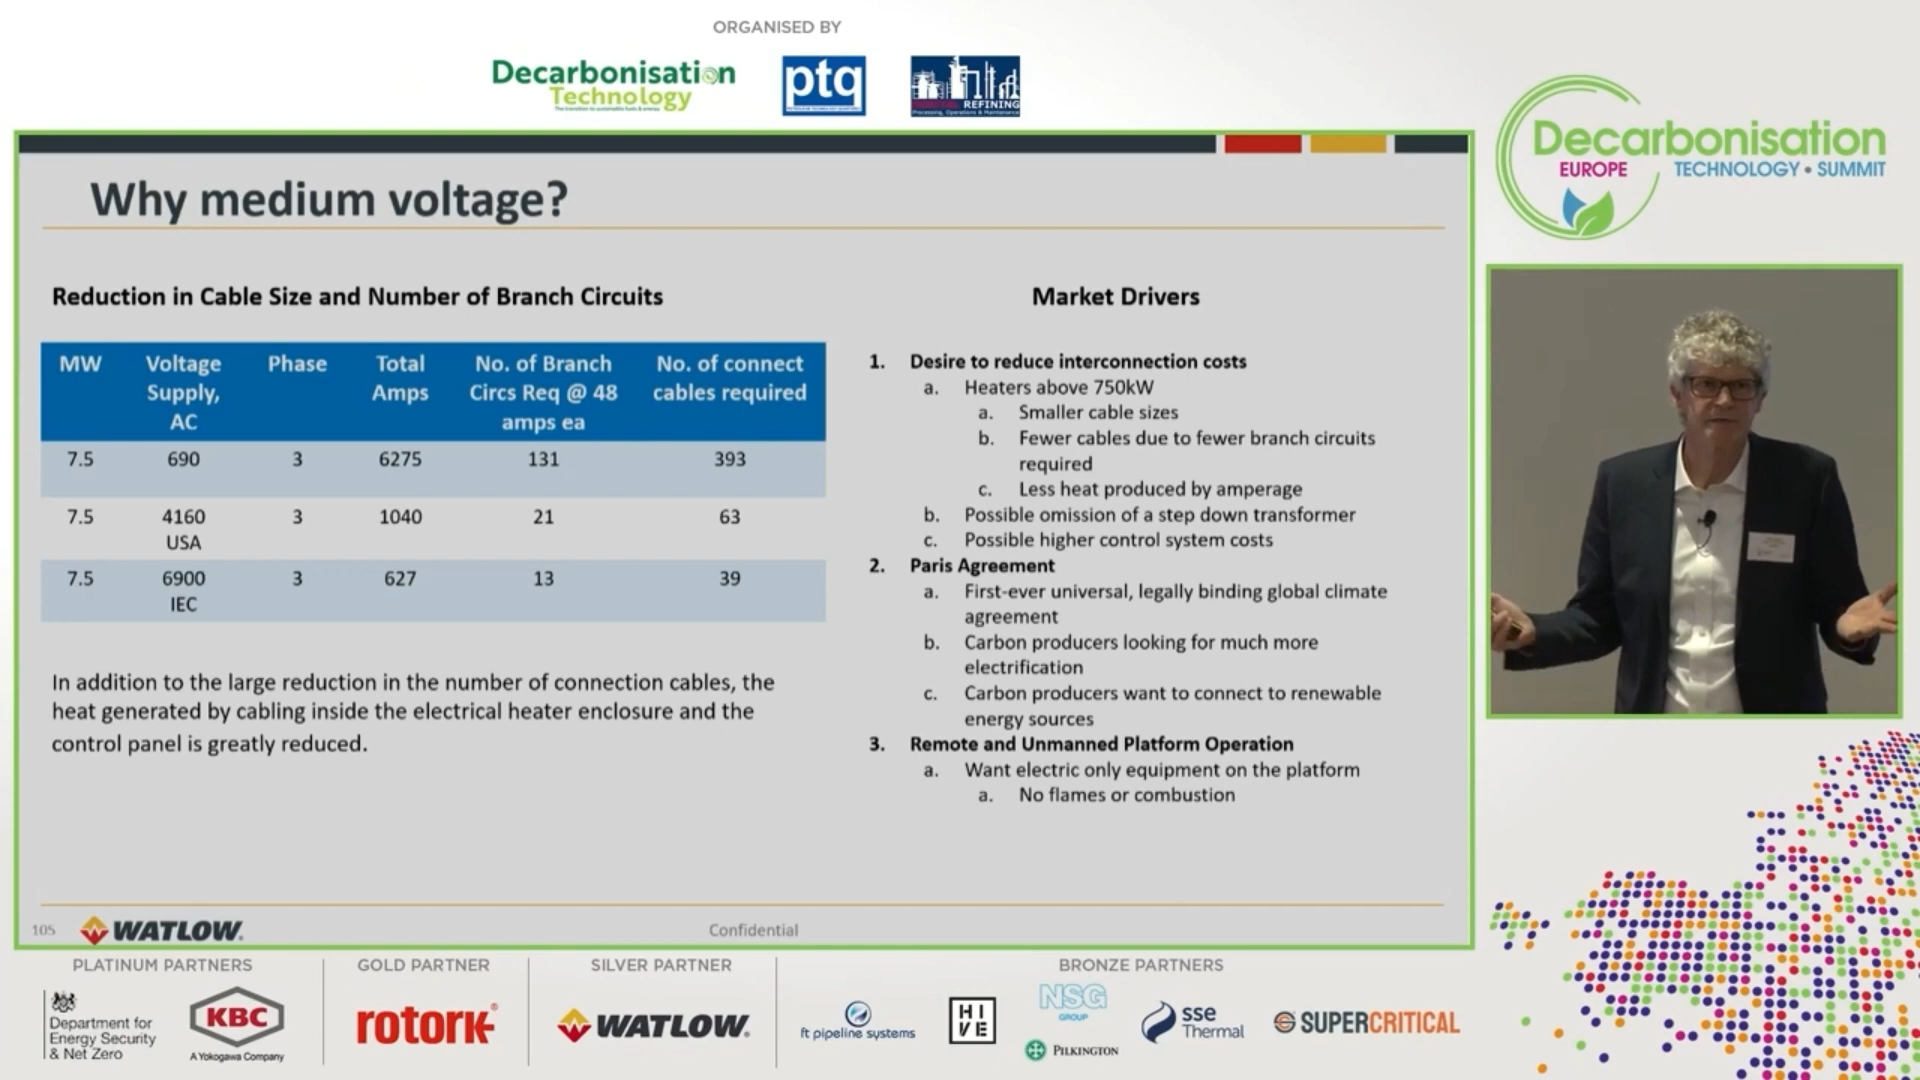 ORGANISED BY
Decarbonisation
Technology
ptq
REFINING
Processing, Operations & Maintenance
Decarbonisation
EUROPE TECHNOLOGY • SUMMIT
Why medium voltage?
Reduction in Cable Size and Number of Branch Circuits
MW
Voltage
Supply,
AC
Phase
Total
Amps
No. of Branch
Circs Req @ 48
amps ea
No. of connect
cables required
7.5 690 3 6275 131 393
7.5 4160 3 1040 21 63
USA
7.5 6900 3 627 13 39
IEC
In addition to the large reduction in the number of connection cables, the
heat generated by cabling inside the electrical heater enclosure and the
control panel is greatly reduced.
Market Drivers
1. Desire to reduce interconnection costs
a. Heaters above 750kW
a. Smaller cable sizes
b. Fewer cables due to fewer branch circuits
required
c. Less heat produced by amperage
b. Possible omission of a step down transformer
c. Possible higher control system costs
2. Paris Agreement
a. First-ever universal, legally binding global climate
agreement
b. Carbon producers looking for much more
electrification
c. Carbon producers want to connect to renewable
energy sources
3. Remote and Unmanned Platform Operation
a. Want electric only equipment on the platform
a. No flames or combustion
105 WATLOW.
Confidential
PLATINUM PARTNERS
Department for
Energy Security
& Net Zero
KBC
A Yokogawa Company
GOLD PARTNER
rotork®
SILVER PARTNER
WATLOW.
BRONZE PARTNERS
ft pipeline systems
HI
VE
NSG
GROUP
PILKINGTON
sse
Thermal
SUPERCRITICAL